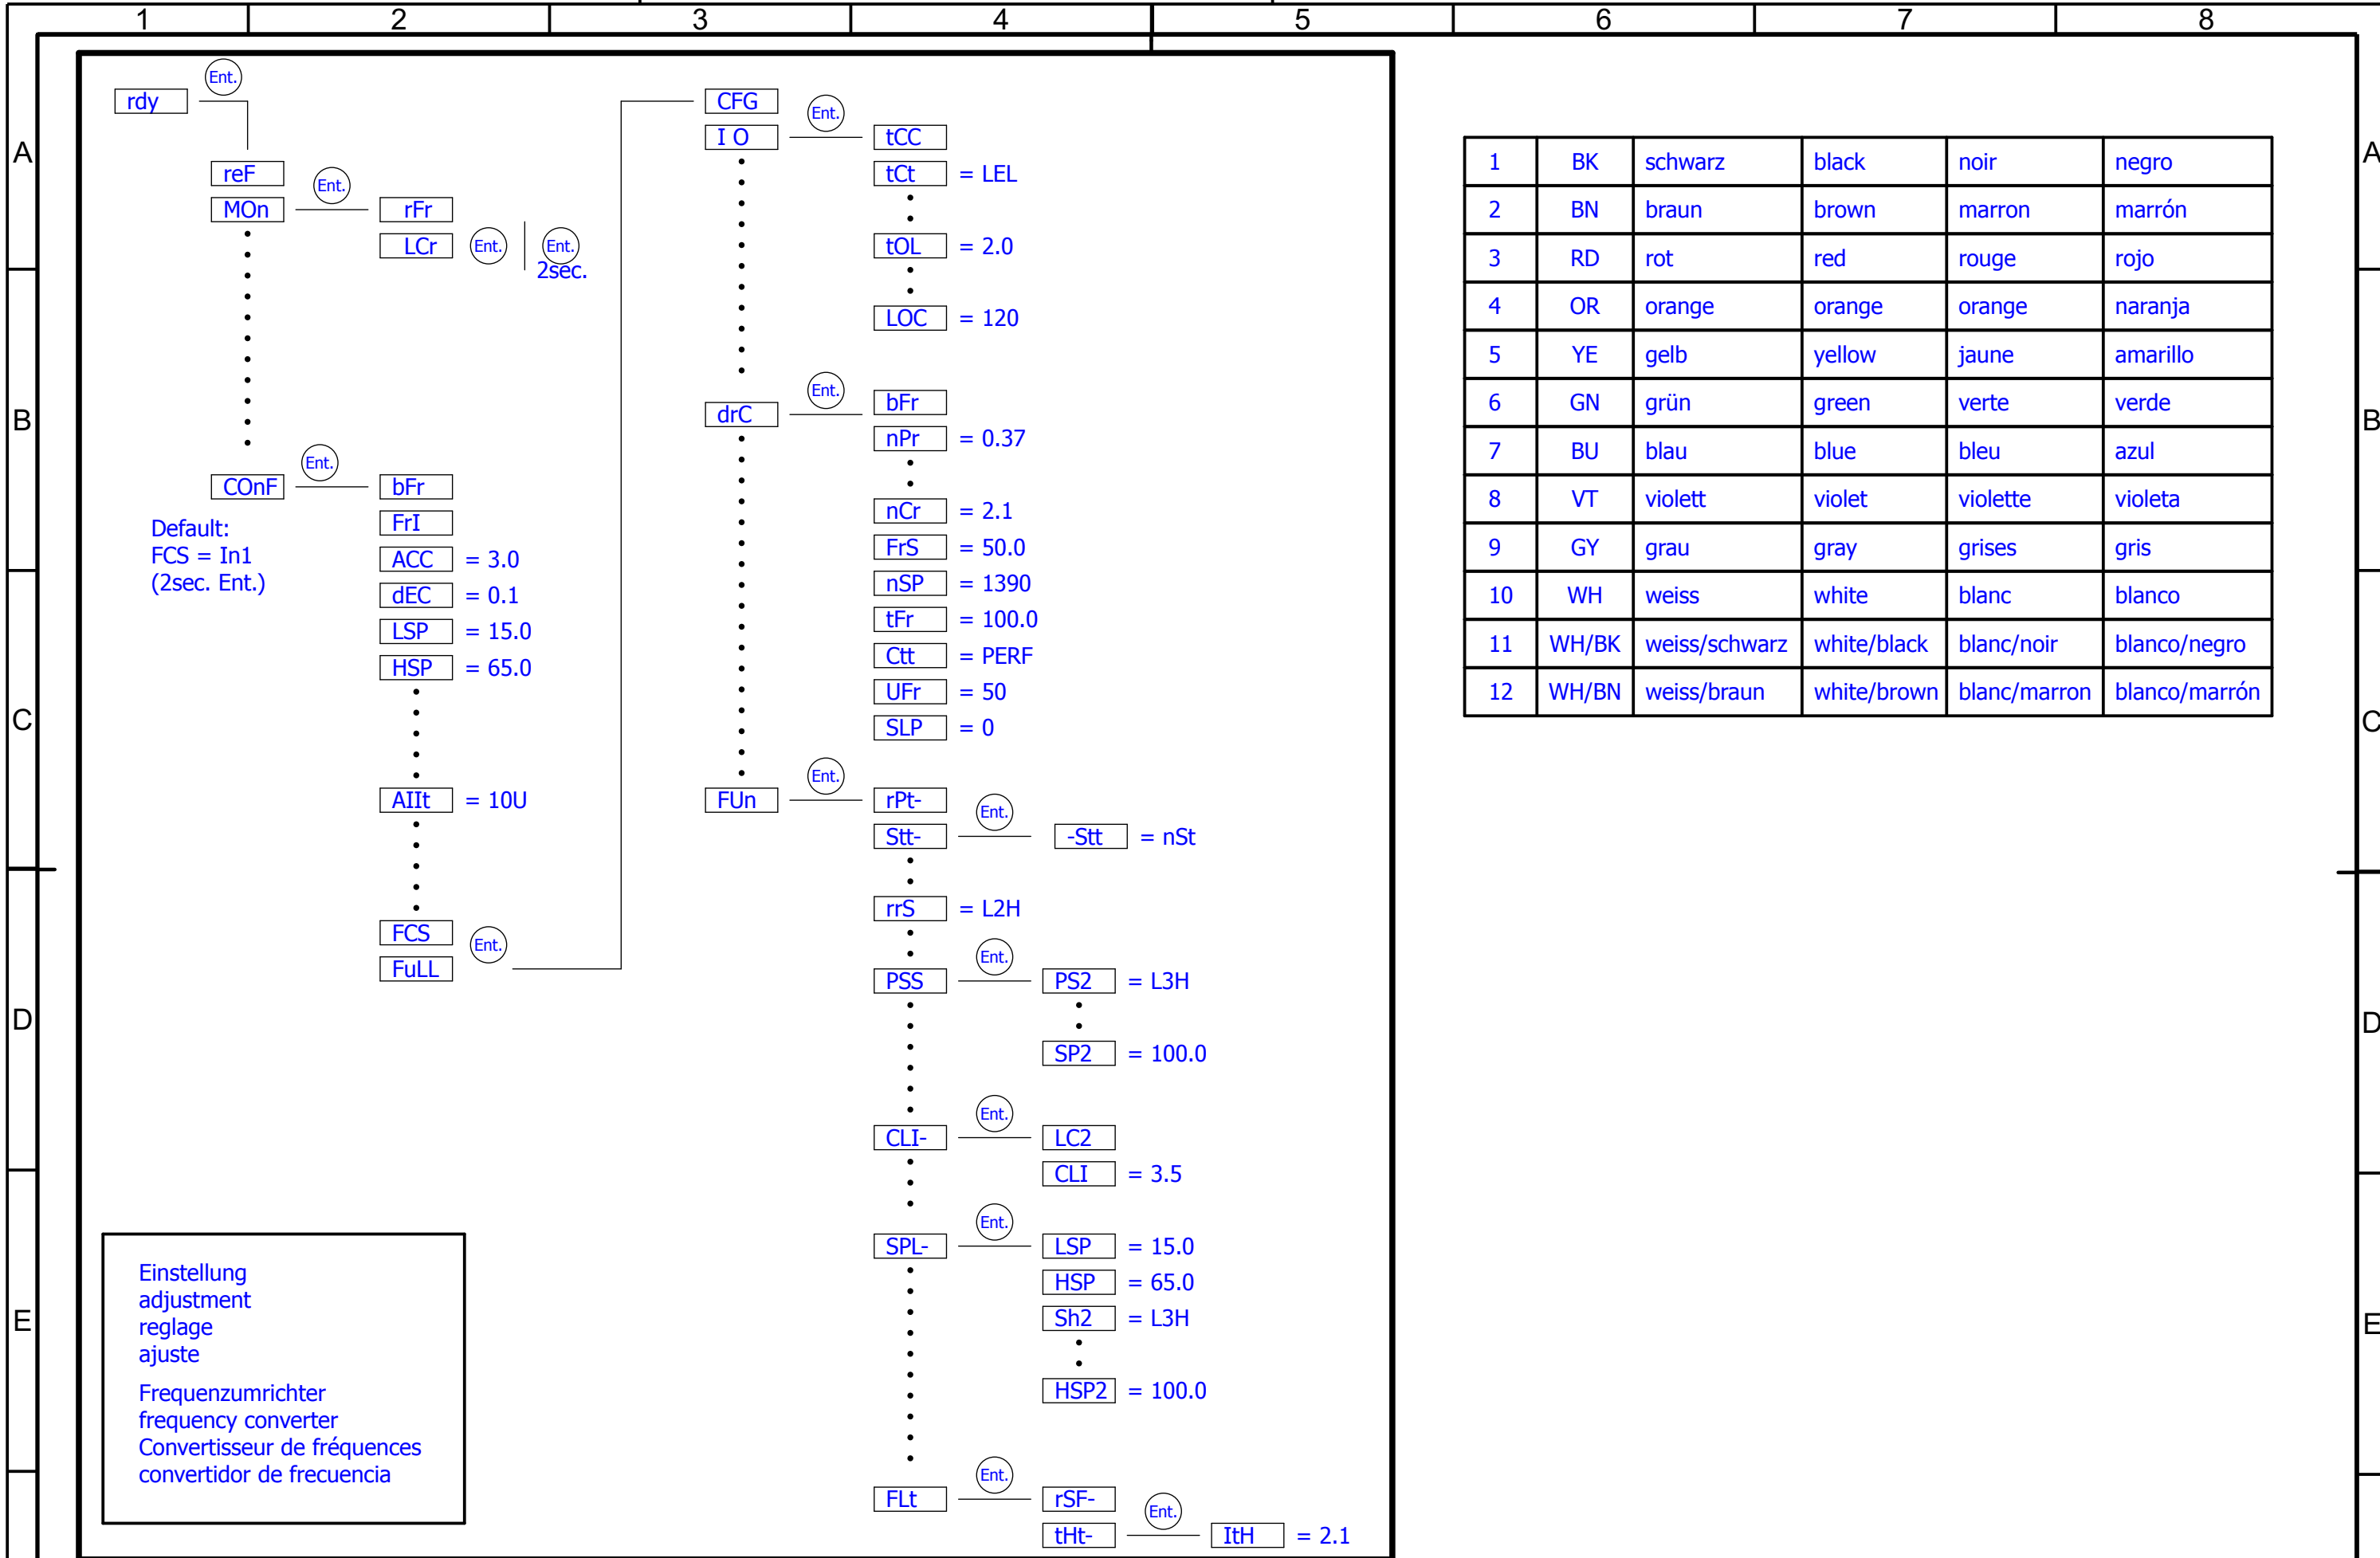 1 2 3 4 5 6 7 8
A A
B B
C C
D D
E E
rdy Ent.
reF
MOn Ent. rFr
LCr Ent. Ent.
2sec.
COnF Ent. bFr
Default:
FCS = In1
(2sec. Ent.)
FrI
ACC = 3.0
dEC = 0.1
LSP = 15.0
HSP = 65.0
AIIt = 10U
FCS
FuLL Ent.
CFG
I O Ent. tCC
tCt = LEL
tOL = 2.0
LOC = 120
drC Ent. bFr
nPr = 0.37
nCr = 2.1
FrS = 50.0
nSP = 1390
tFr = 100.0
Ctt = PERF
UFr = 50
SLP = 0
FUn Ent. rPt-
Stt- Ent. -Stt = nSt
rrS = L2H
PSS Ent. PS2 = L3H
SP2 = 100.0
CLI- Ent. LC2
CLI = 3.5
SPL- Ent. LSP = 15.0
HSP = 65.0
Sh2 = L3H
HSP2 = 100.0
FLt Ent. rSF-
tHt- Ent. ItH = 2.1
Einstellung
adjustment
reglage
ajuste
Frequenzumrichter
frequency converter
Convertisseur de fréquences
convertidor de frecuencia
1 BK schwarz black noir negro
2 BN braun brown marron marrón
3 RD rot red rouge rojo
4 OR orange orange orange naranja
5 YE gelb yellow jaune amarillo
6 GN grün green verte verde
7 BU blau blue bleu azul
8 VT violett violet violette violeta
9 GY grau gray grises gris
10 WH weiss white blanc blanco
11 WH/BK weiss/schwarz white/black blanc/noir blanco/negro
12 WH/BN weiss/braun white/brown blanc/marron blanco/marrón